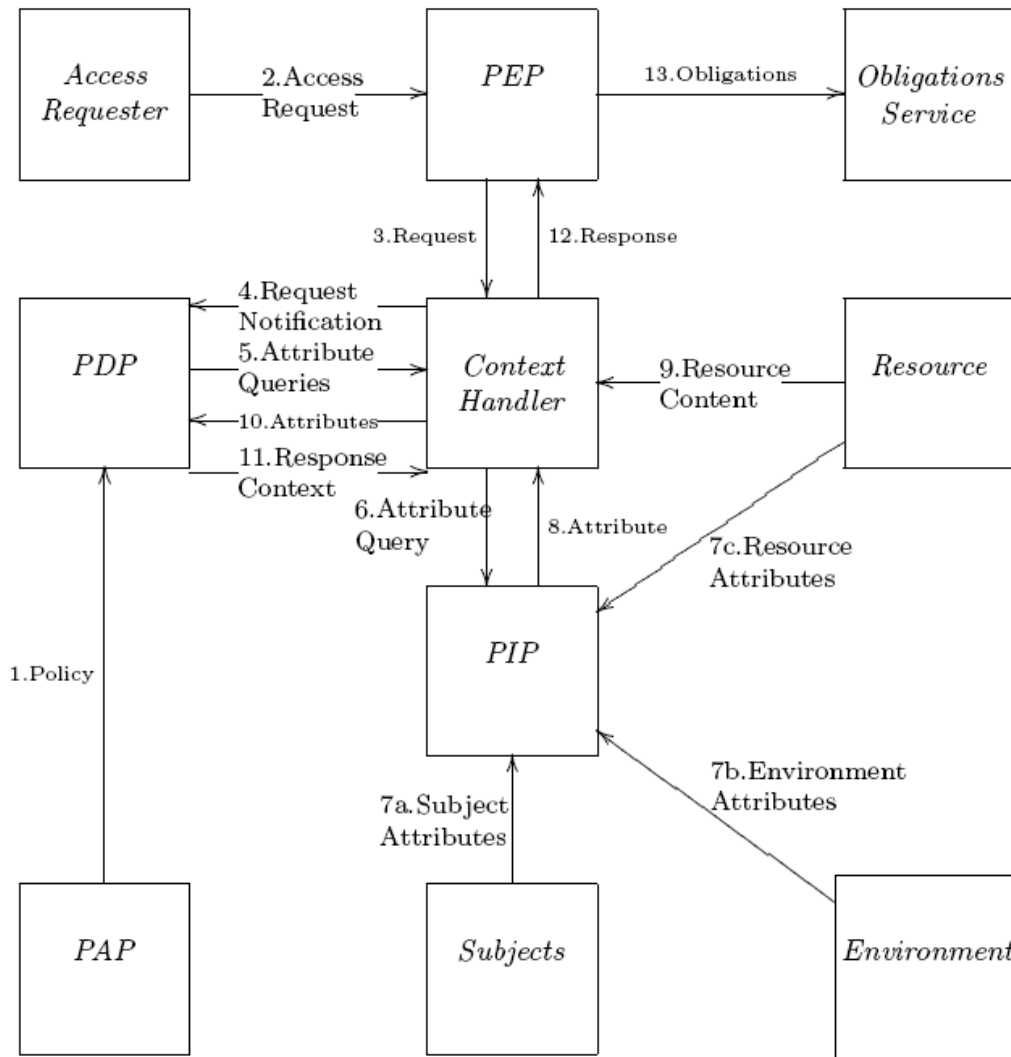 Access
Requester
2.Access
Request
PEP
13.Obligations
Obligations
Service
3.Request
12.Response
PDP
4.Request
Notification
5.Attribute
Queries
10.Attributes
11.Response
Context
Context
Handler
9.Resource
Content
Resource
6.Attribute
Query
8.Attribute
7c.Resource
Attributes
1.Policy
PIP
7a.Subject
Attributes
7b.Environment
Attributes
PAP
Subjects
Environment